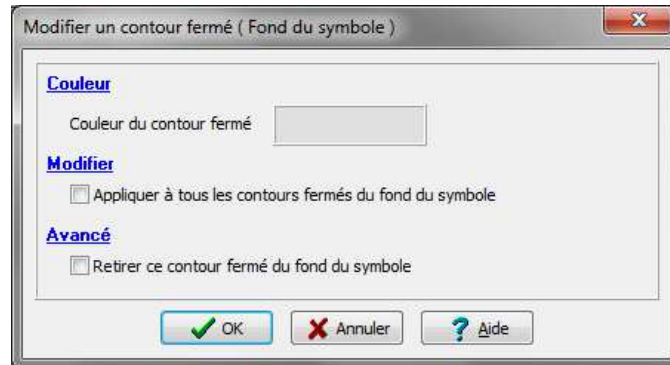 Modifier un contour fermé ( Fond du symbole )
Couleur
Couleur du contour fermé
Modifier
Appliquer à tous les contours fermés du fond du symbole
Avancé
Retirer ce contour fermé du fond du symbole
OK
Annuler
? Aide